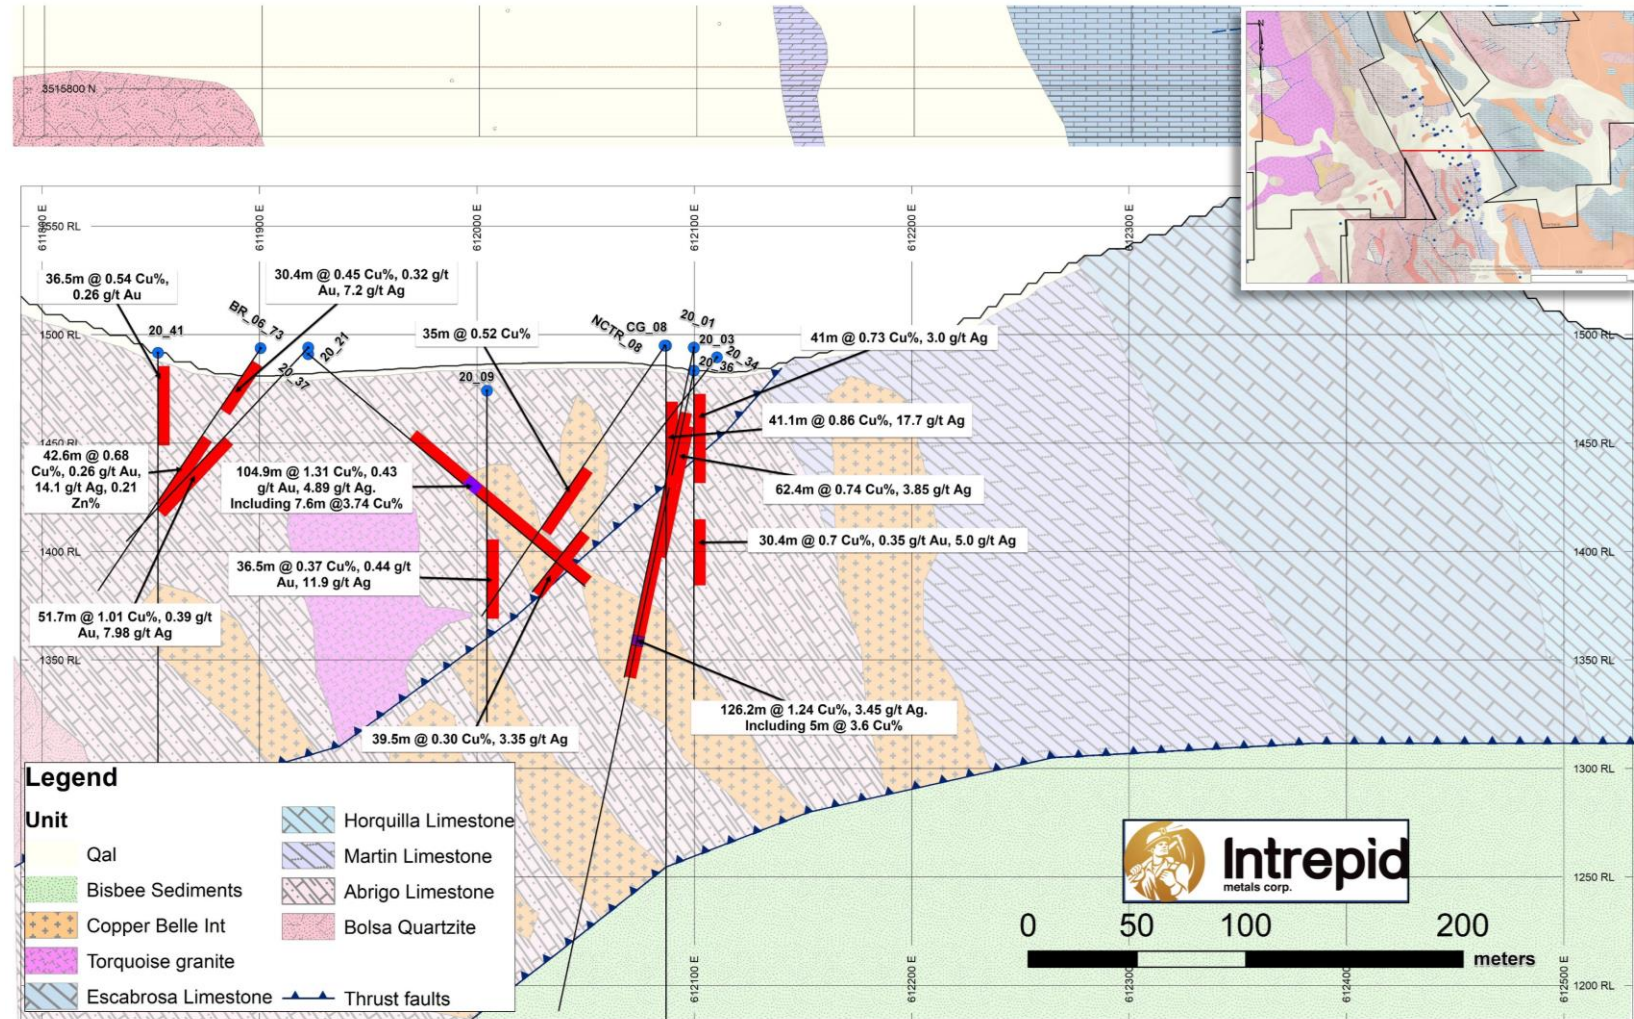 3515800 N
N
611800 E
611900 E
612000 E
612100 E
612200 E
612300 E
1550 RL
1550 RL
36.5m @ 0.54 Cu%,
0.26 g/t Au
30.4m @ 0.45 Cu%, 0.32 g/t
Au, 7.2 g/t Ag
BR_06_73
20_41
20_21
20_37
35m @ 0.52 Cu%
NCTR_08
CG_08
20_01
20_03
20_34
20_36
41m @ 0.73 Cu%, 3.0 g/t Ag
1500 RL
1500 RL
20_09
41.1m @ 0.86 Cu%, 17.7 g/t Ag
1450 RL
1450 RL
42.6m @ 0.68
Cu%, 0.26 g/t Au,
14.1 g/t Ag, 0.21
Zn%
104.9m @ 1.31 Cu%, 0.43
g/t Au, 4.89 g/t Ag.
Including 7.6m @3.74 Cu%
62.4m @ 0.74 Cu%, 3.85 g/t Ag
30.4m @ 0.7 Cu%, 0.35 g/t Au, 5.0 g/t Ag
1400 RL
1400 RL
36.5m @ 0.37 Cu%, 0.44 g/t
Au, 11.9 g/t Ag
51.7m @ 1.01 Cu%, 0.39 g/t
Au, 7.98 g/t Ag
1350 RL
1350 RL
126.2m @ 1.24 Cu%, 3.45 g/t Ag.
Including 5m @ 3.6 Cu%
39.5m @ 0.30 Cu%, 3.35 g/t Ag
1300 RL
Legend
Unit
Qal
Bisbee Sediments
Copper Belle Int
Torquoise granite
Escabrosa Limestone
Horquilla Limestone
Martin Limestone
Abrigo Limestone
Bolsa Quartzite
Thrust faults
Intrepid
metals corp.
1250 RL
0 50 100 200
meters
1200 RL
612100 E
612200 E
612300 E
612400 E
612500 E